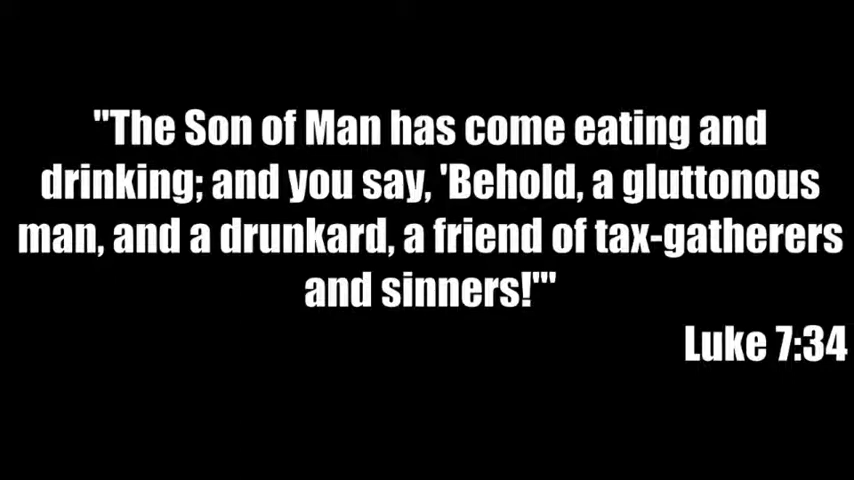 "The Son of Man has come eating and
drinking; and you say, 'Behold, a gluttonous
man, and a drunkard, a friend of tax-gatherers
and sinners!'"
Luke 7:34